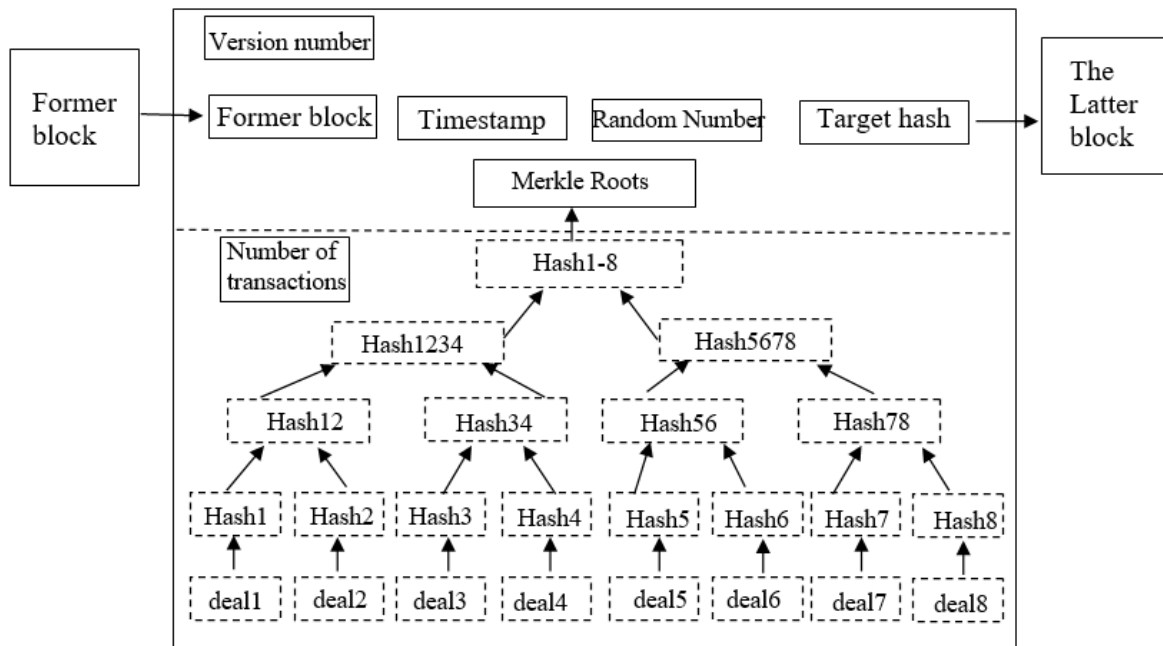 Version number
Former
block
Former block
Timestamp
Random Number
Target hash
The
Latter
block
Merkle Roots
Number of
transactions
Hash1-8
Hash1234
Hash5678
Hash12
Hash34
Hash56
Hash78
Hash1
Hash2
Hash3
Hash4
Hash5
Hash6
Hash7
Hash8
deal1
deal2
deal3
deal4
deal5
deal6
deal7
deal8